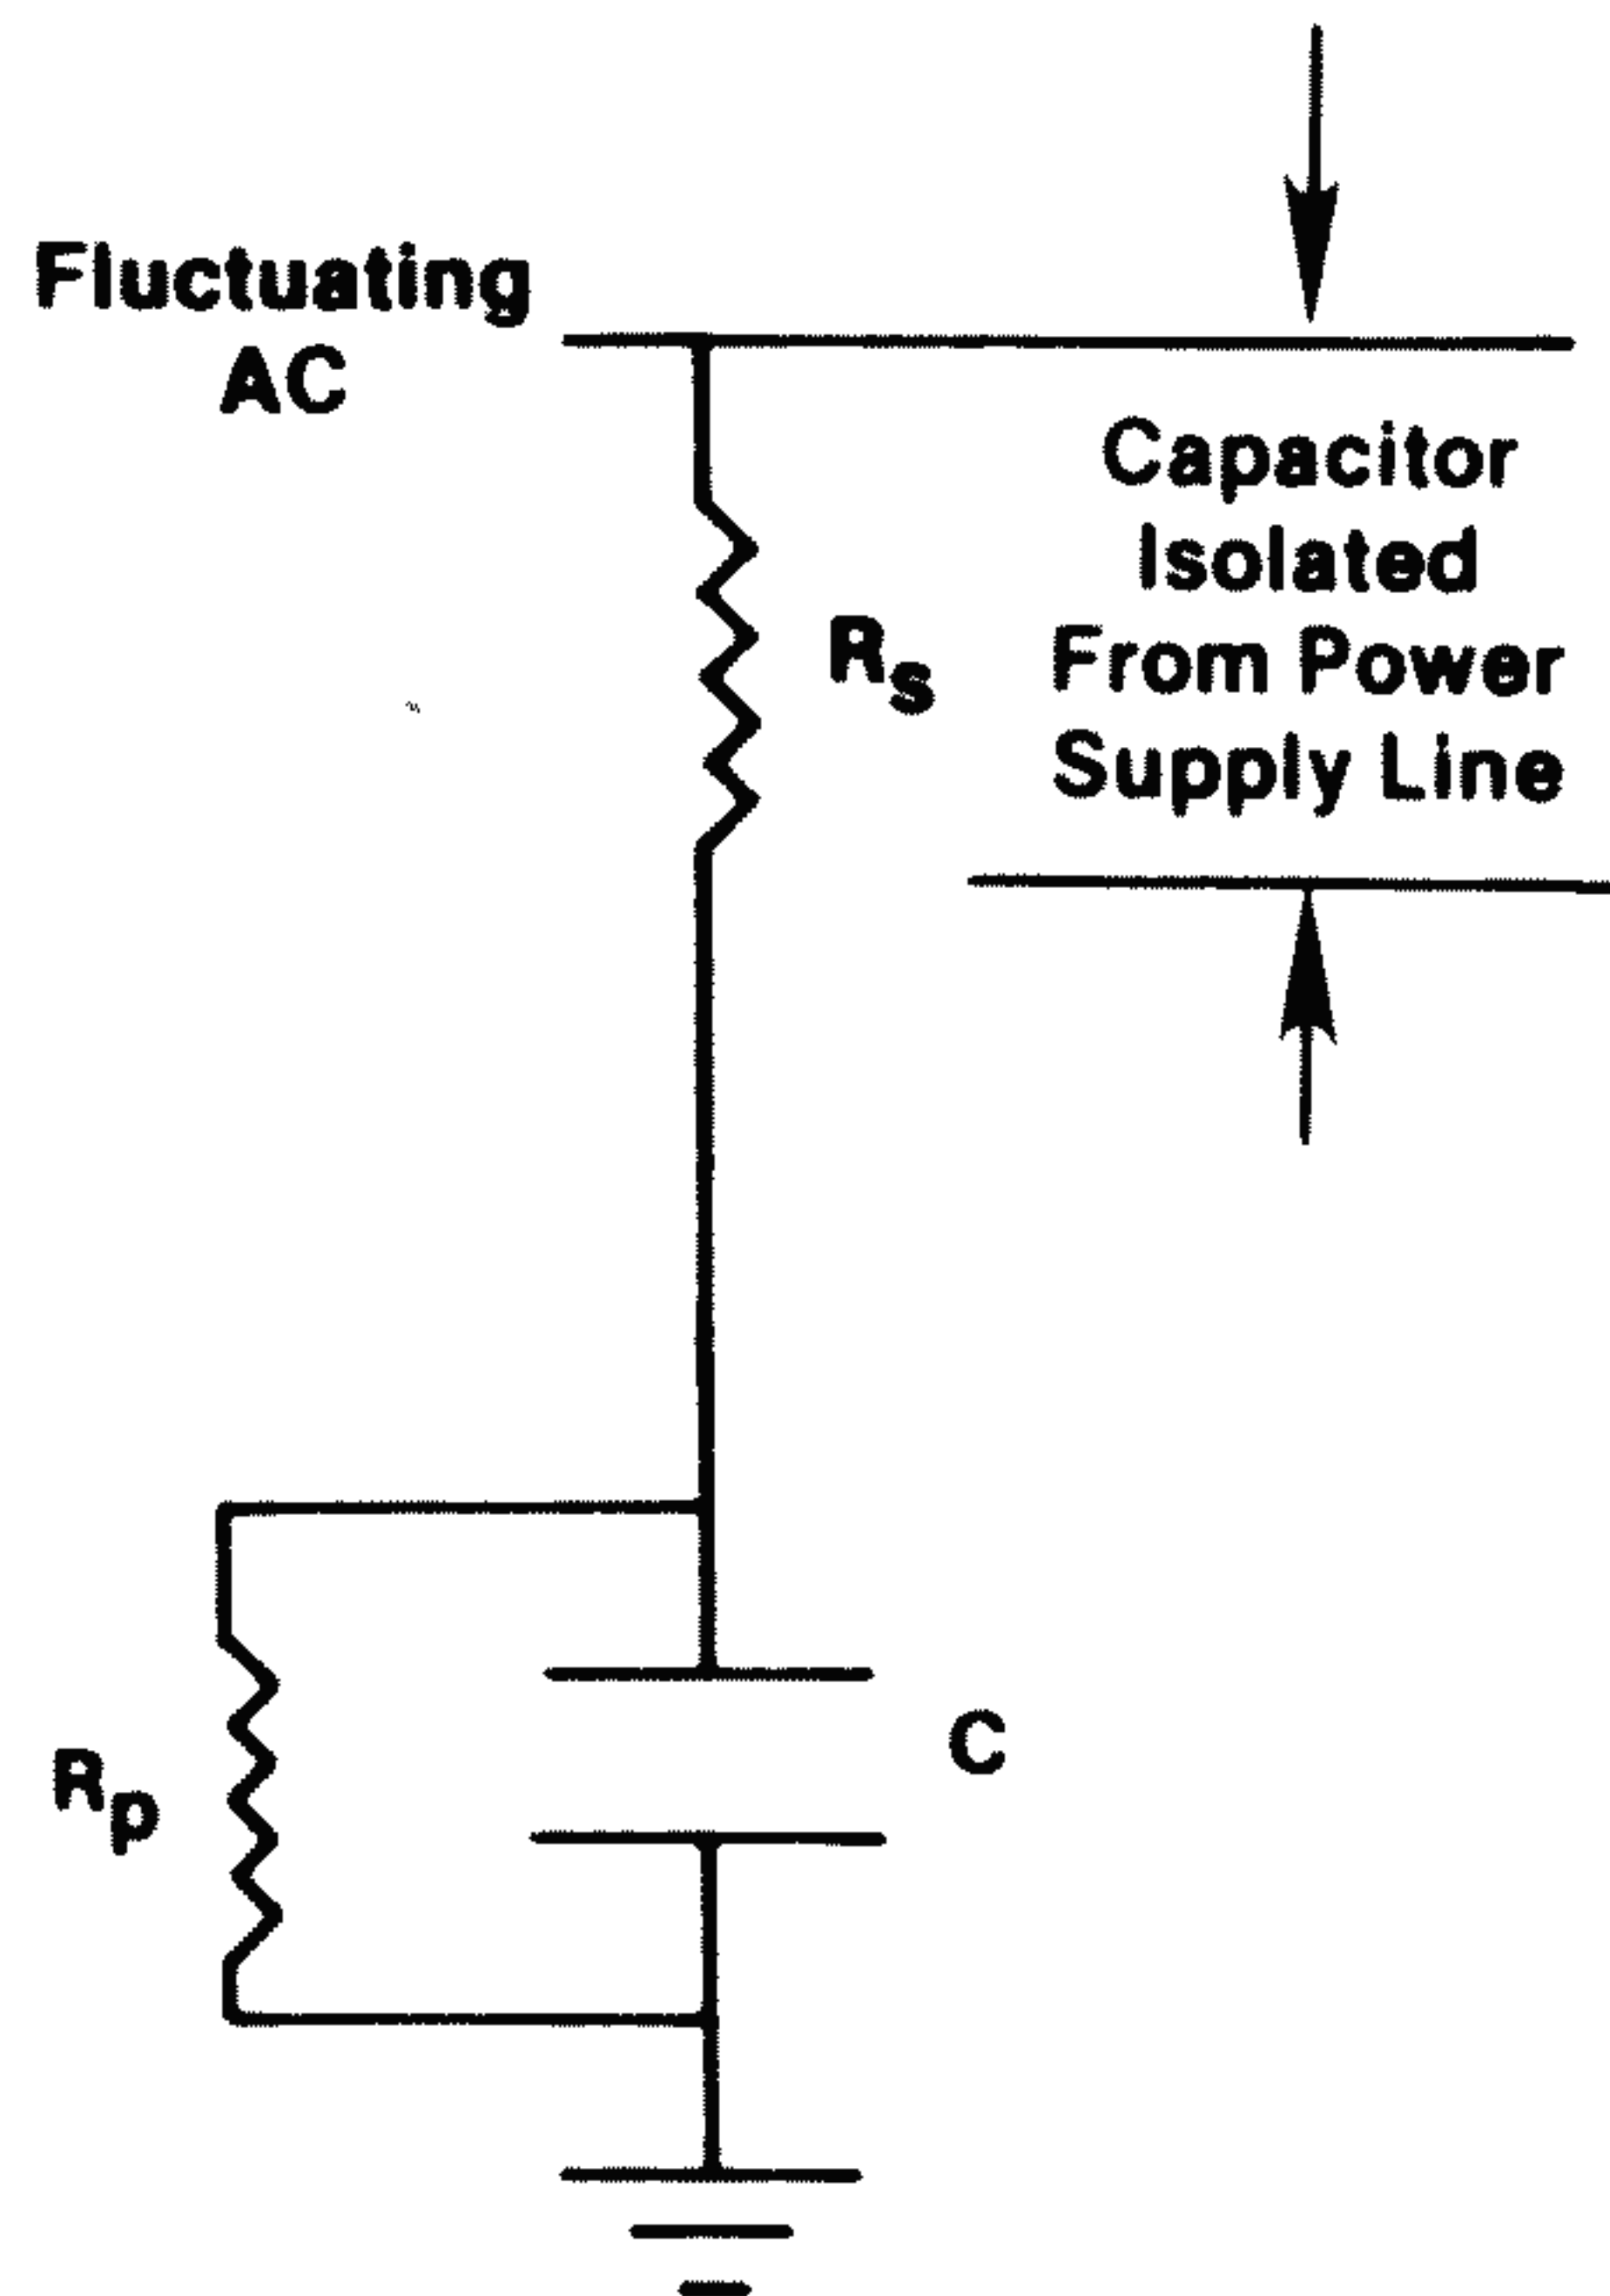 Fluctuating
AC
Capacitor
Isolated
From Power
Supply Line
Rs
Rp
C